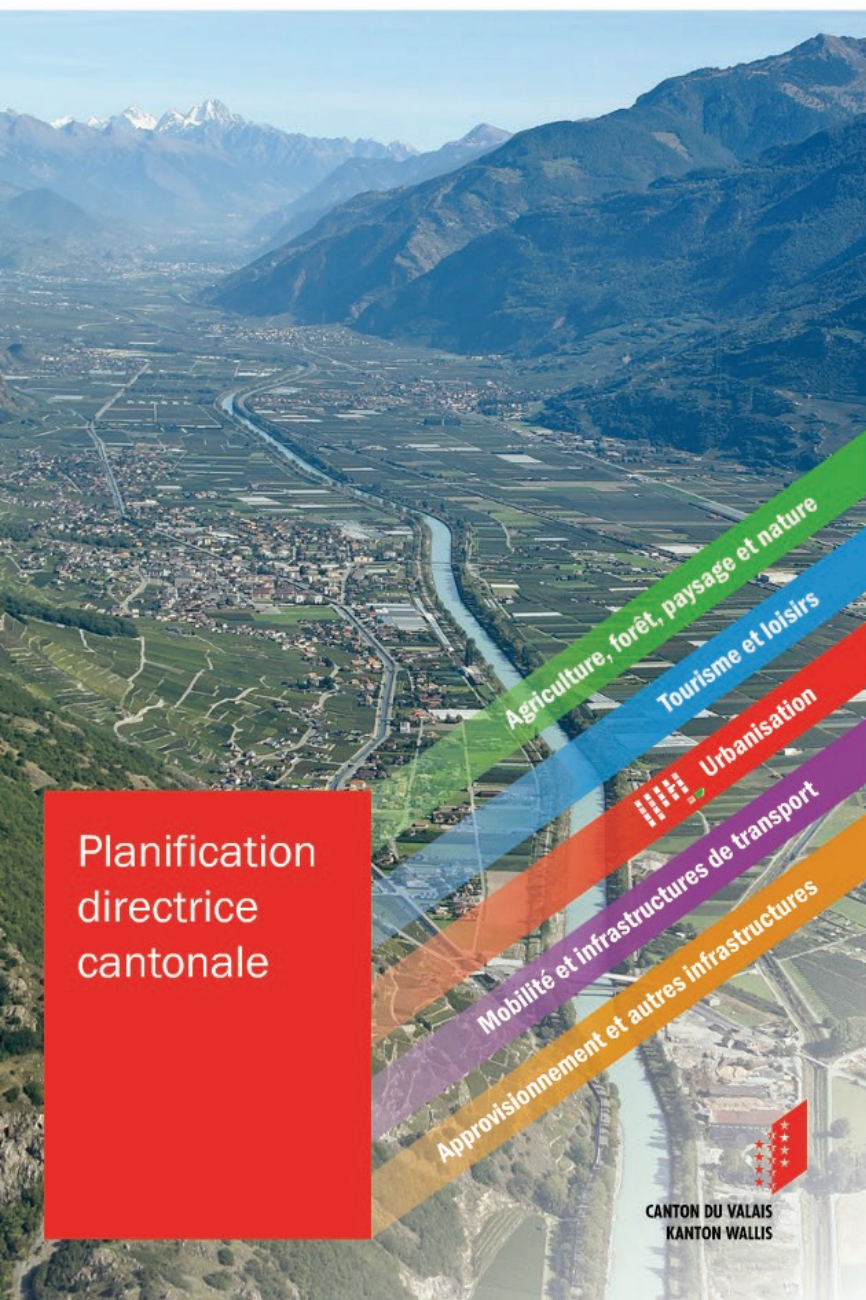 Agriculture, forêt, paysage et nature
Tourisme et loisirs
Urbanisation
Mobilité et infrastructures de transport
Approvisionnement et autres infrastructures
Planification
directrice
cantonale
CANTON DU VALAIS
KANTON WALLIS